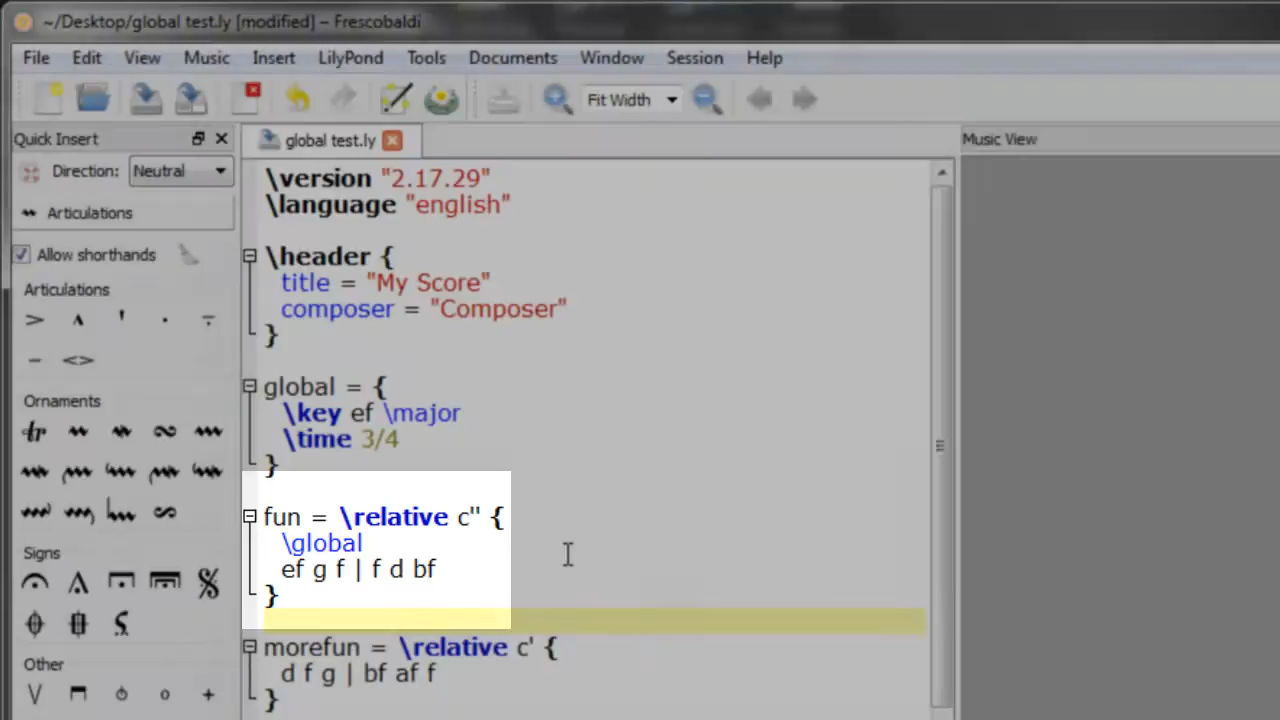 ~/Desktop/global test.ly [modified] – Frescobaldi
File Edit View Music Insert LilyPond Tools Documents Window Session Help
Fit Width
Quick Insert
global test.ly
Music View
Direction: Neutral
Articulations
Allow shorthands
Articulations
Ornaments
Signs
Other
\version "2.17.29"
\language "english"
\header {
title = "My Score"
composer = "Composer"
}
global = {
\key ef \major
\time 3/4
}
fun = \relative c'' {
\global
ef g f | f d bf
}
morefun = \relative c' {
d f g | bf af f
}